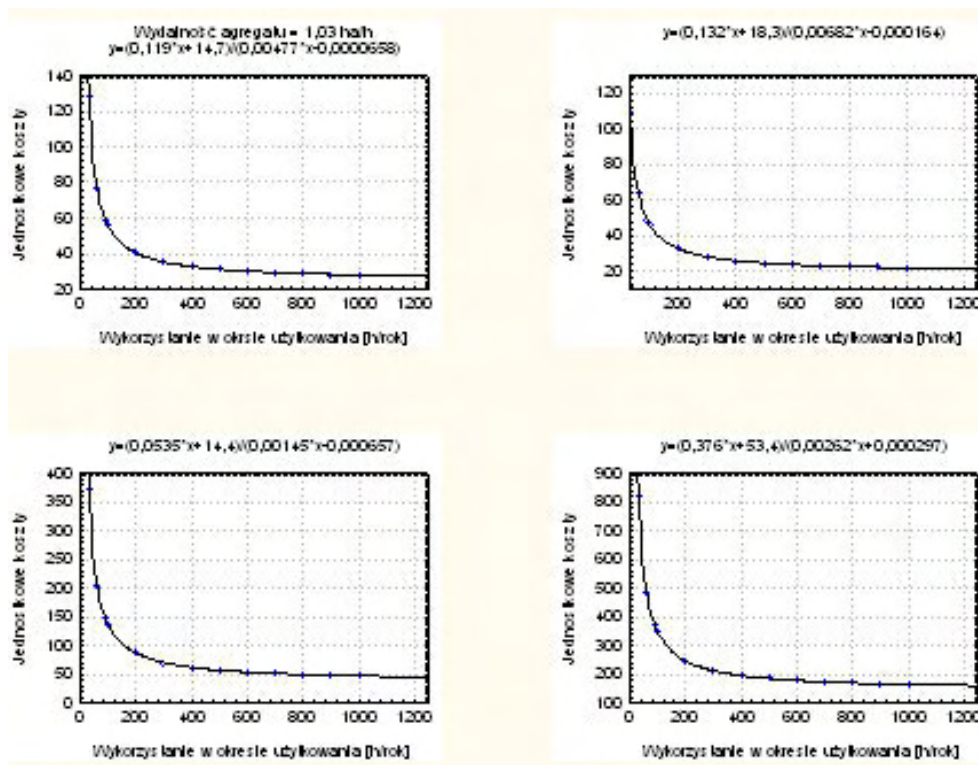 Wydalność agregatu = 1,03 ha/h
y=(0,119*x+14,7)/(0,00477*x-0,0000658)
Jednostkowe koszty
140
120
100
80
60
40
20
0 200 400 600 800 1000 1200
Wykorzystanie w okrsie użytkowania [h/rok]
y=(0,132*x+18,3)/(0,00682*x-0,000164)
Jednostkowe koszty
120
100
80
60
40
20
200 400 600 800 1000 1200
Wykorzystanie w okresie użytkowania [h/rok]
y=(0,0535*x+14,4)/(0,00145*x-0,000657)
Jednostkowe koszty
400
350
300
250
200
150
100
50
0
0 200 400 600 800 1000 1200
Wykorzystanie w okresie użytkowania [h/rok]
y=(0,376*x+53,4)/(0,00262*x+0,000297)
Jednostkowe koszty
900
800
700
600
500
400
300
200
100
0 200 400 600 800 1000 1200
Wykorzystanie w okresie użytkowania [h/rok]